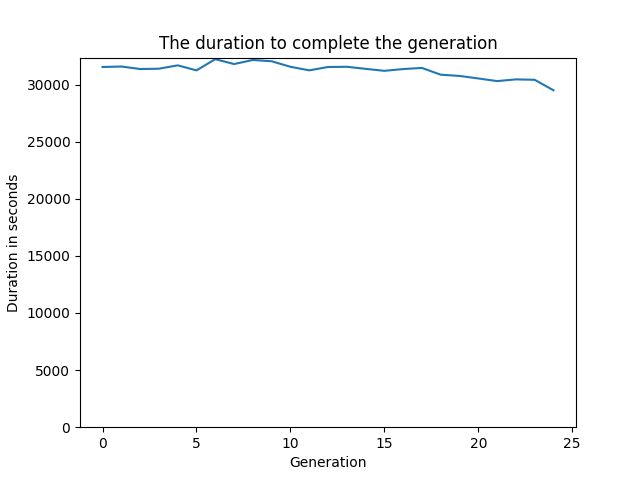 The duration to complete the generation
30000
25000
20000
15000
10000
5000
0
Duration in seconds
0 5 10 15 20 25
Generation